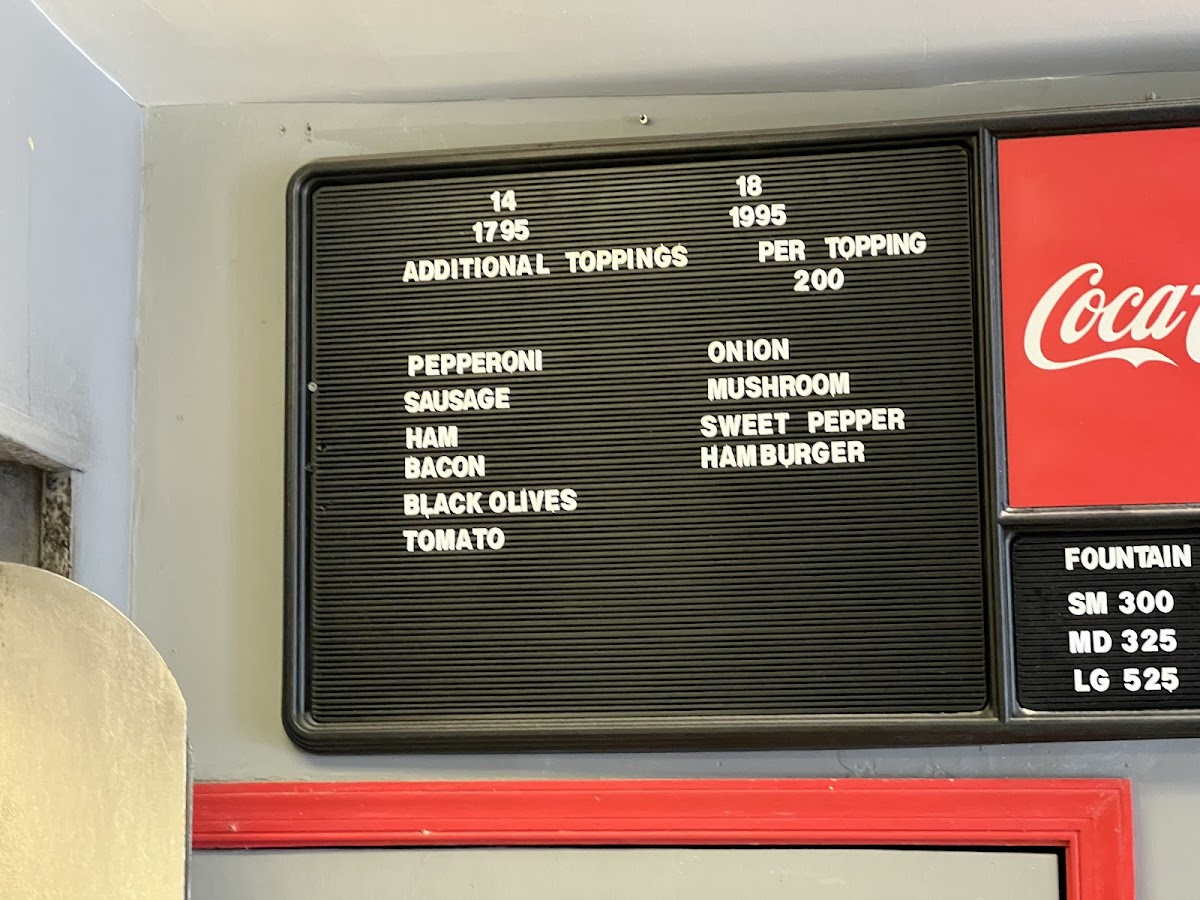 14 18
1795 1995
ADDITIONAL TOPPINGS PER TOPPING
200
PEPPERONI ONION
SAUSAGE MUSHROOM
HAM SWEET PEPPER
BACON HAMBURGER
BLACK OLIVES
TOMATO
Coca-
FOUNTAIN
SM 300
MD 325
LG 525